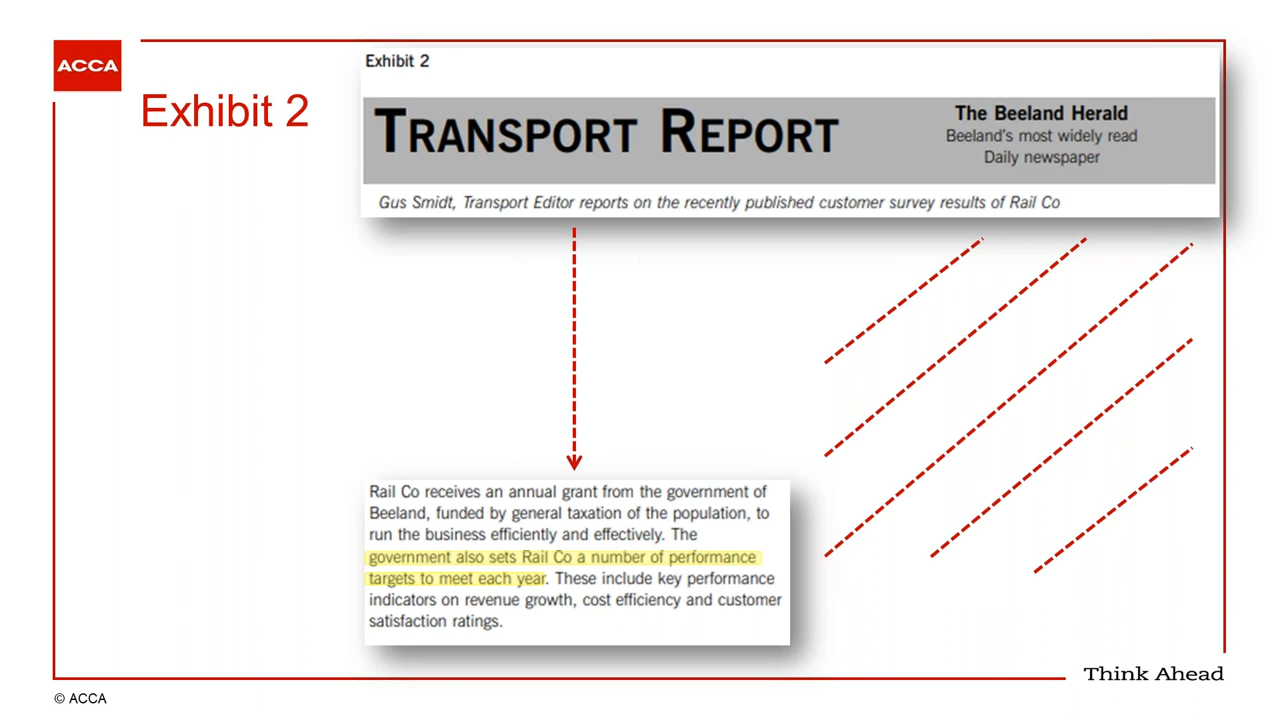 ACCA
Exhibit 2
Exhibit 2
TRANSPORT REPORT
The Beeland Herald
Beeland's most widely read
Daily newspaper
Gus Smidt, Transport Editor reports on the recently published customer survey results of Rail Co
Rail Co receives an annual grant from the government of
Beeland, funded by general taxation of the population, to
run the business efficiently and effectively. The
government also sets Rail Co a number of performance
targets to meet each year. These include key performance
indicators on revenue growth, cost efficiency and customer
satisfaction ratings.
Think Ahead
© ACCA